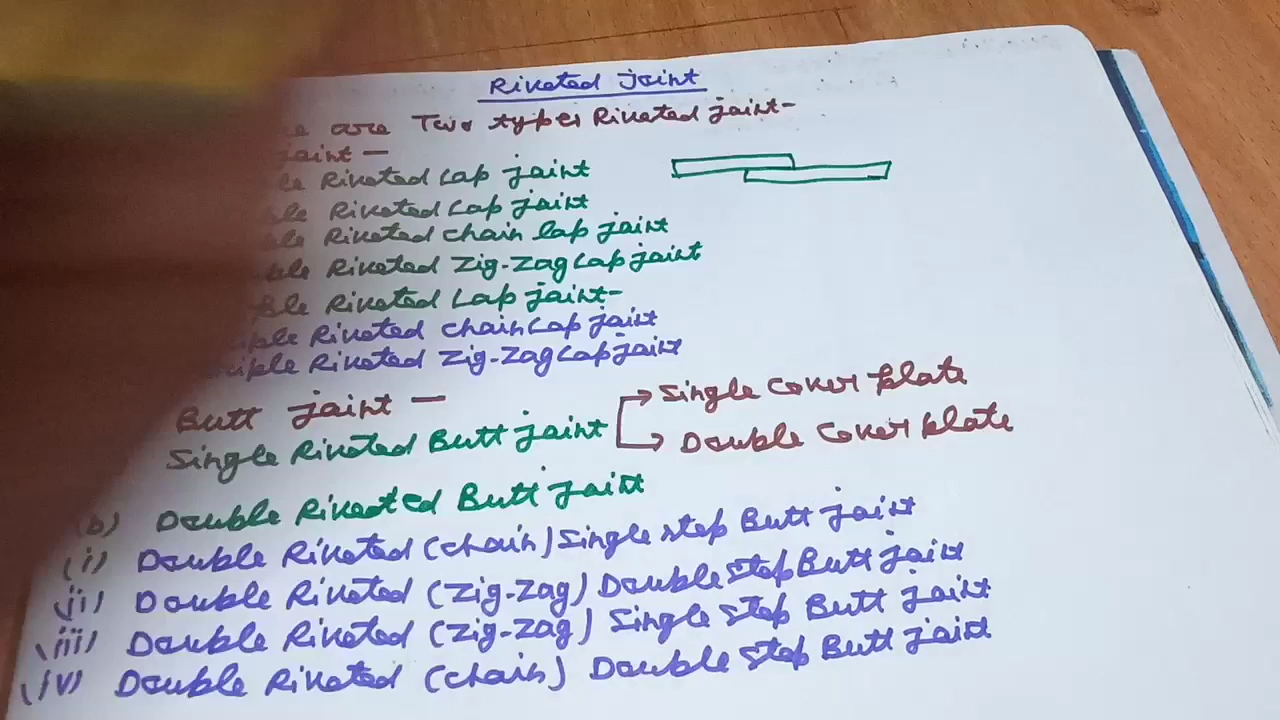 Riveted joint
are Two types Riveted joint-
joint —
Riveted Lap joint
Riveted Lap joint
Riveted chain lap joint
Riveted Zig-Zag Lap joint
Riveted Lap joint-
Riveted chain Lap joint
Riveted Zig-Zag Lap joint
Butt joint —
Single Riveted Butt joint
Single Cover plate
Double Cover plate
(b) Double Riveted Butt joint
(i) Double Riveted (chain) Single step Butt joint
(ii) Double Riveted (Zig-Zag) Double step Butt joint
(iii) Double Riveted (Zig-Zag) Single step Butt joint
(iv) Double Riveted (chain) Double step Butt joint